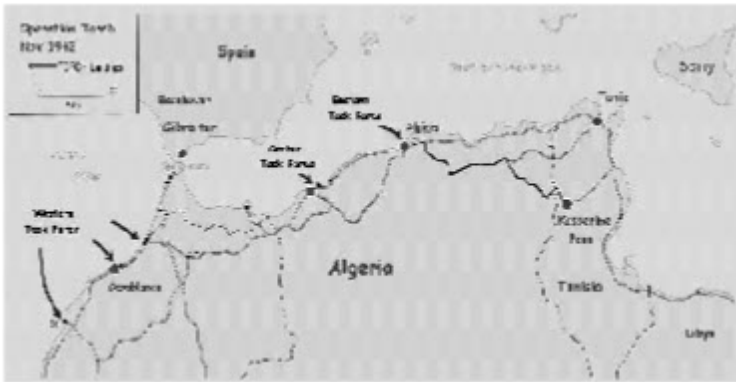 Operation Torch
Nov 1942
Spain
Sicily
Gibraltar
Eastern
Task Force
Algiers
Tunis
Center
Task Force
Western
Task Force
Casablanca
Algeria
Kasserine
Pass
Tunisia
Libya